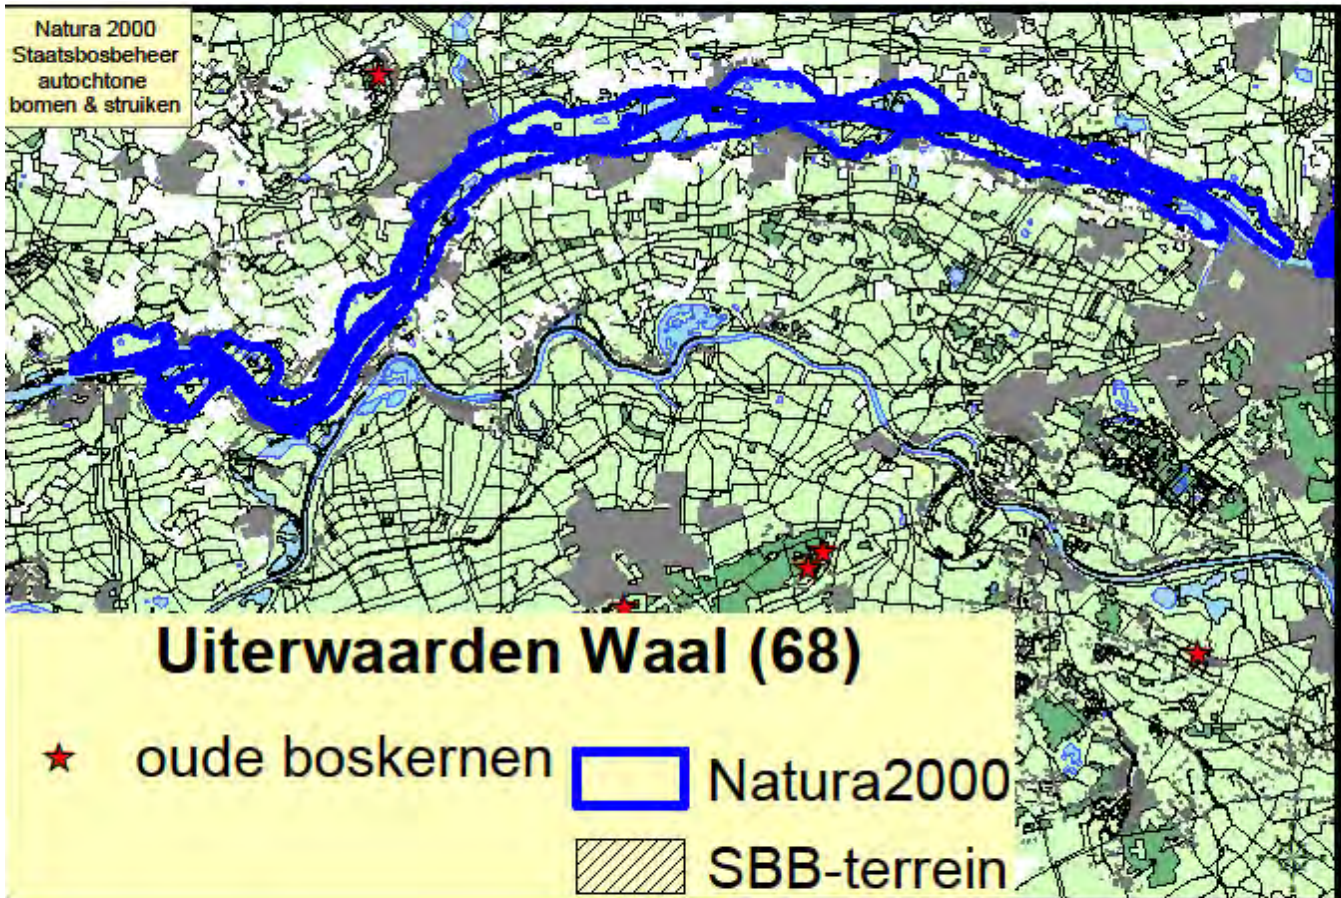 Natura 2000
Staatsbosbeheer
autochtone
bomen & struiken
Uiterwaarden Waal (68)
oude boskernen
Natura2000
SBB-terrein